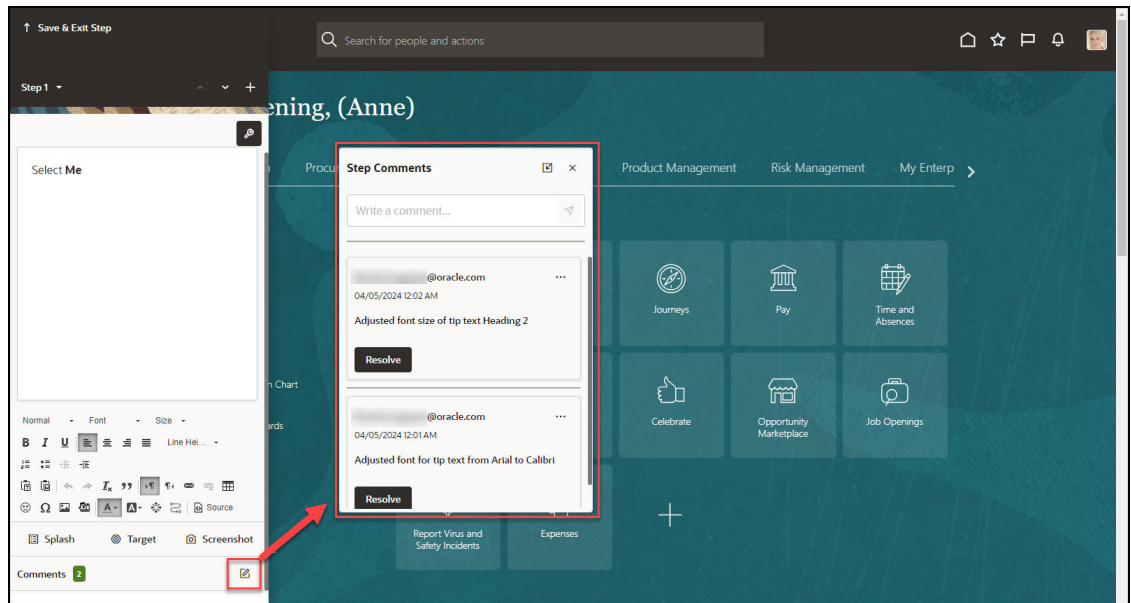 ↑ Save & Exit Step
Search for people and actions
Step 1
ening, (Anne)
Select Me
Procu
Product Management
Risk Management
My Enterp
Step Comments
Write a comment...
@oracle.com
04/05/2024 12:02 AM
Adjusted font size of tip text Heading 2
Resolve
@oracle.com
04/05/2024 12:01 AM
Adjusted font for tip text from Arial to Calibri
Resolve
Journeys
Pay
Time and
Absences
n Chart
ards
Celebrate
Opportunity
Marketplace
Job Openings
Report Virus and
Safety Incidents
Expenses
Normal Font Size
B I U Line Hei...
Source
Splash Target Screenshot
Comments 2